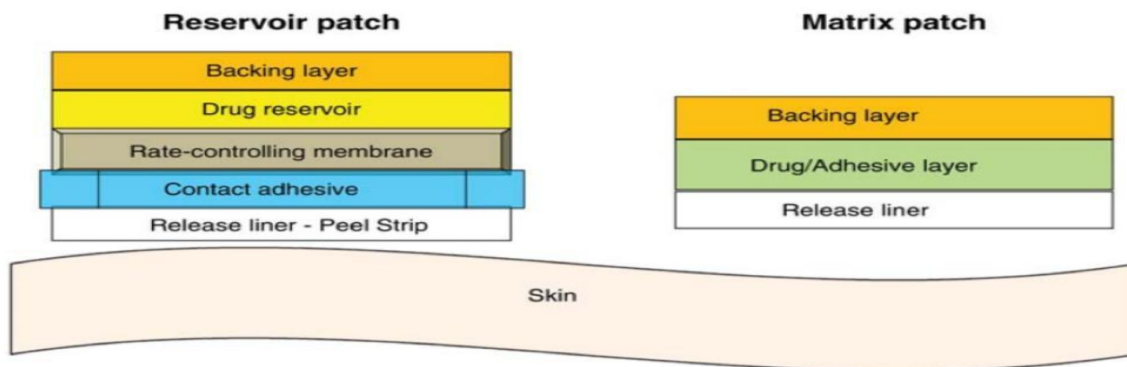 Reservoir patch
Backing layer
Drug reservoir
Rate-controlling membrane
Contact adhesive
Release liner - Peel Strip
Matrix patch
Backing layer
Drug/Adhesive layer
Release liner
Skin